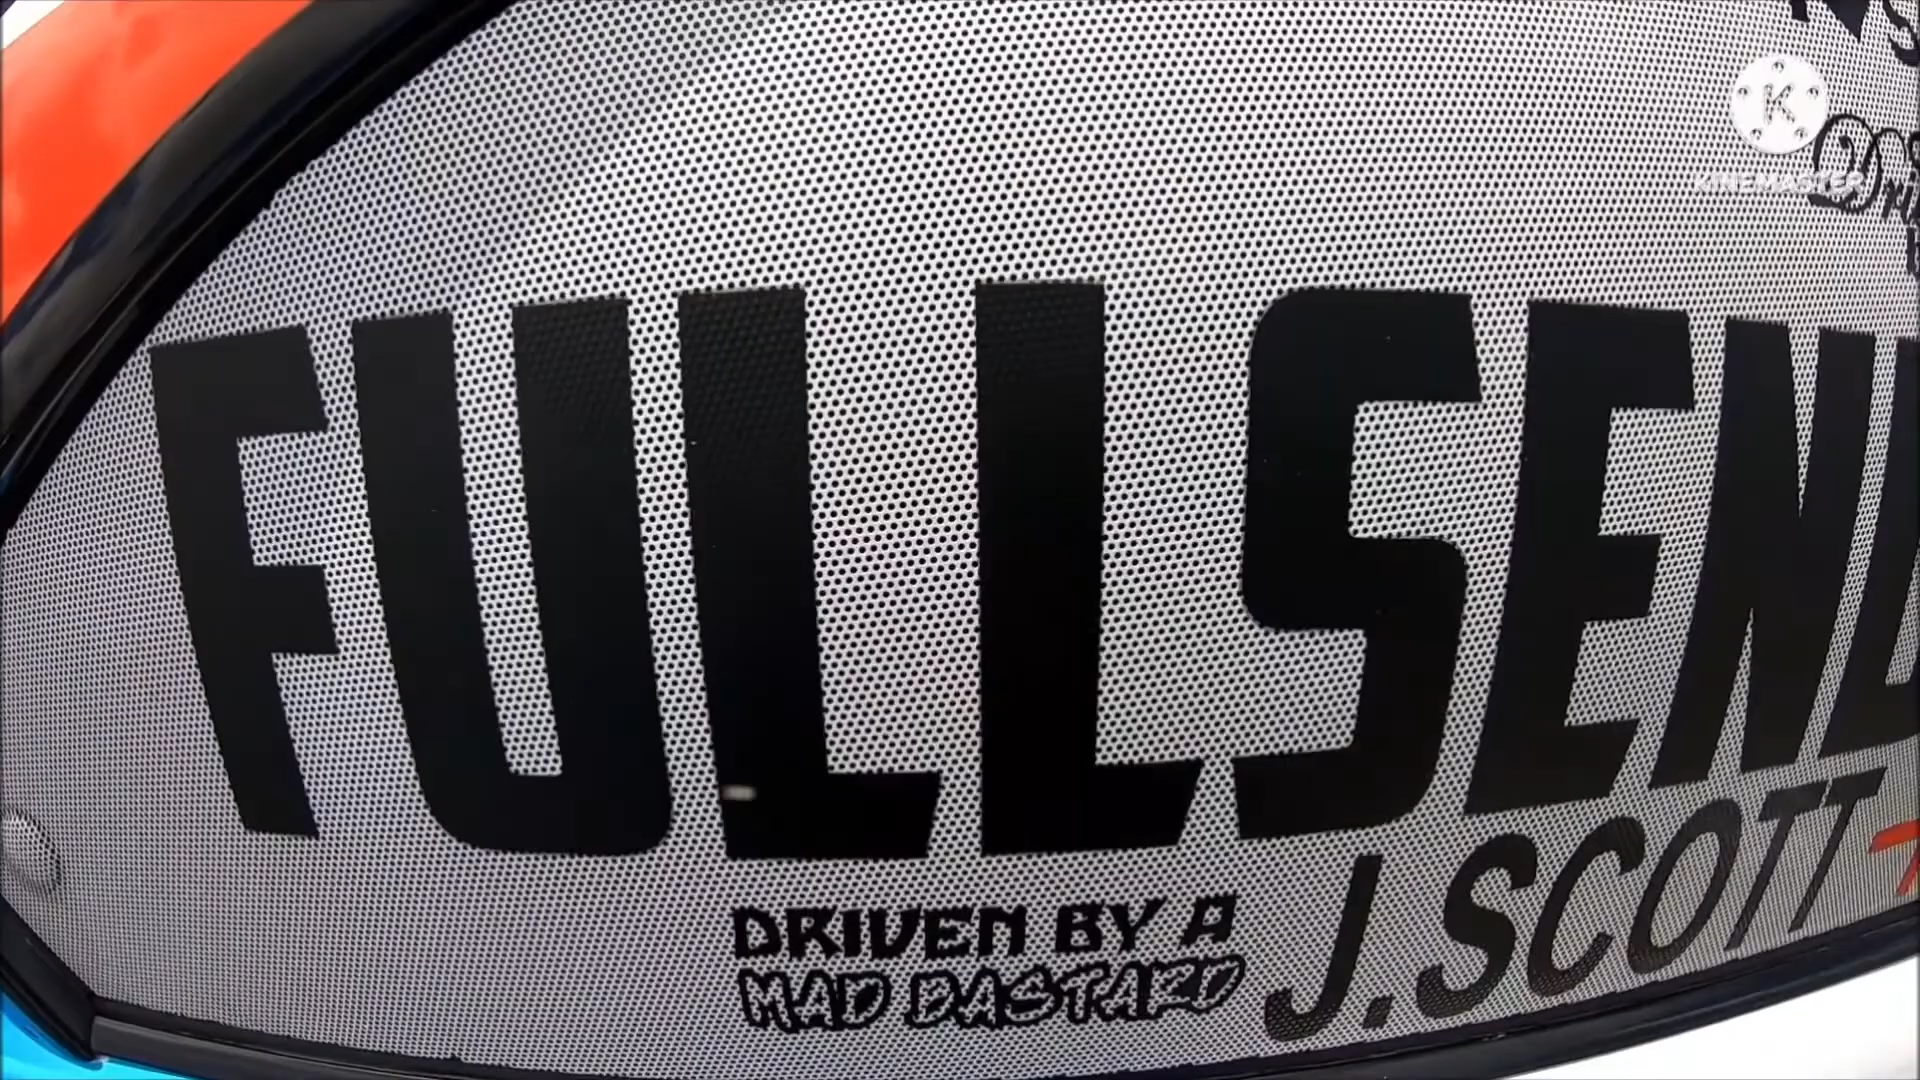 K
KINEMASTER
FULLSEND
DRIVEN BY A
MAD BASTARD
J.SCOTT